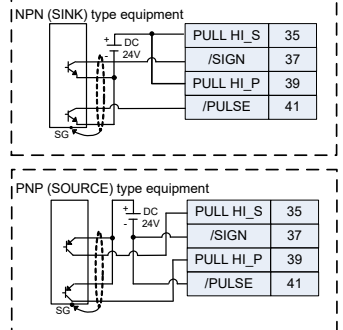 NPN (SINK) type equipment
+ DC
- 24V
PULL HI_S 35
/SIGN 37
PULL HI_P 39
/PULSE 41
SG
PNP (SOURCE) type equipment
+ DC
- 24V
PULL HI_S 35
/SIGN 37
PULL HI_P 39
/PULSE 41
SG